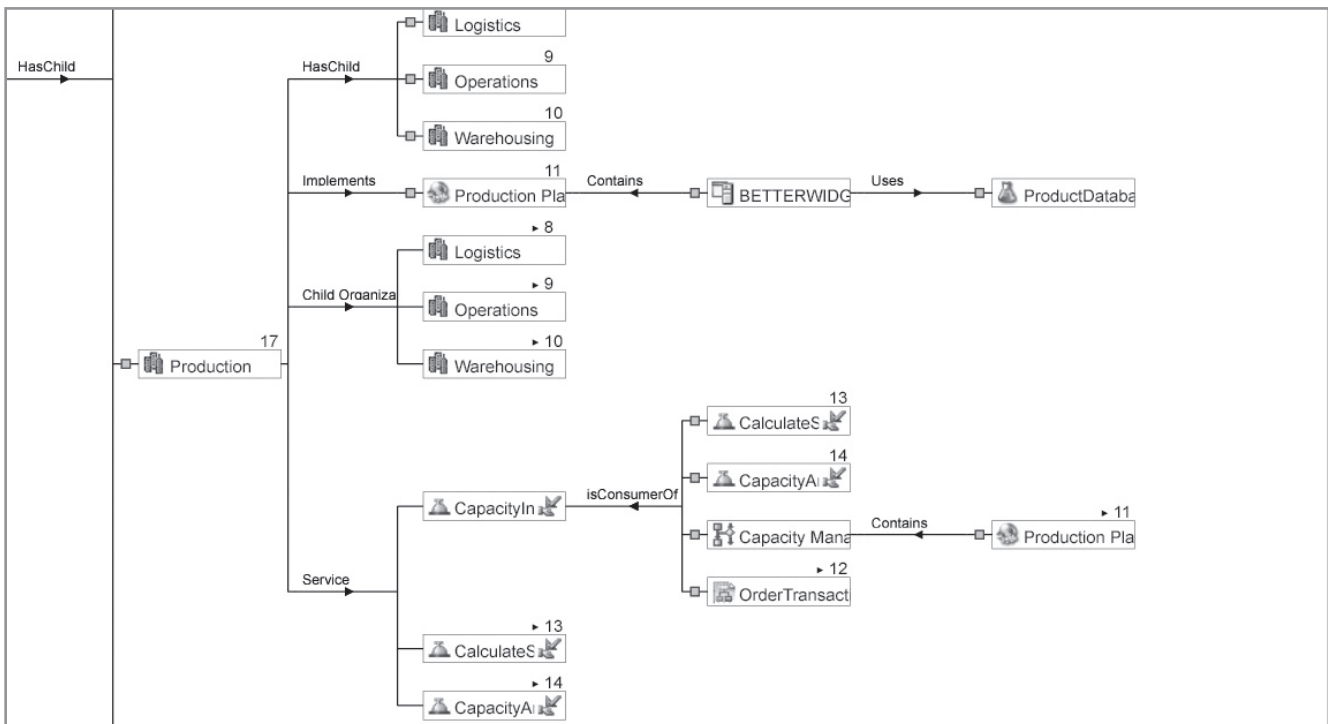 Logistics
HasChild
HasChild
9
Operations
10
Warehousing
Implements
11
Production Pla
Contains
BETTERWIDG
Uses
ProductDataba
▸ 8
Logistics
Child Organiza
▸ 9
Operations
▸ 10
Warehousing
17
Production
13
CalculateS
14
CapacityA
CapacityIn
isConsumerOf
Capacity Mana
Contains
▸ 11
Production Pla
▸ 12
OrderTransact
Service
▸ 13
CalculateS
▸ 14
CapacityA